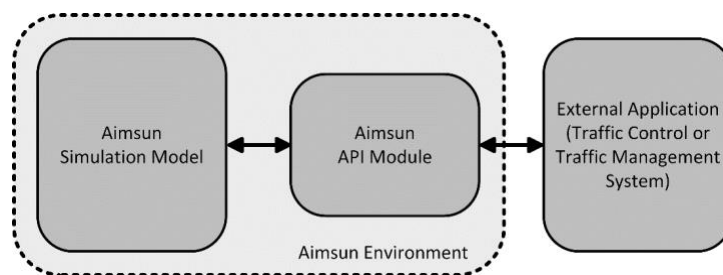 Aimsun
Simulation Model
Aimsun
API Module
External Application
(Traffic Control or
Traffic Management
System)
Aimsun Environment